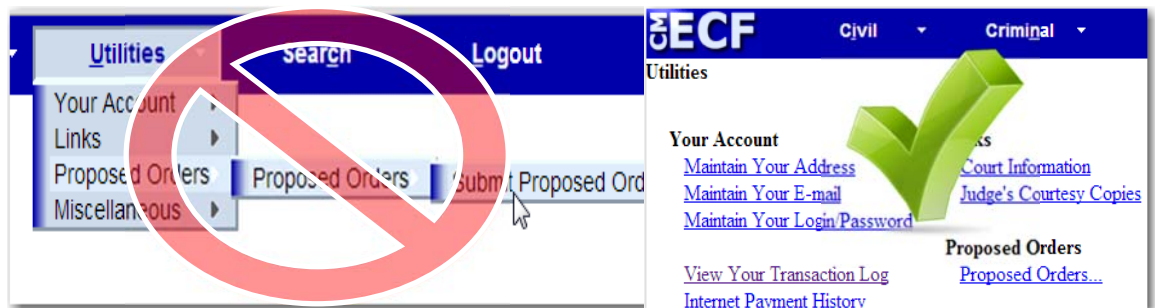 Utilities Search Logout
Your Account
Links
Proposed Orders Proposed Orders Submit Proposed Ord
Miscellaneous
CM ECF Civil Criminal
Utilities
Your Account ks
Maintain Your Address Court Information
Maintain Your E-mail Judge's Courtesy Copies
Maintain Your Login/Password
Proposed Orders
View Your Transaction Log Proposed Orders...
Internet Payment History